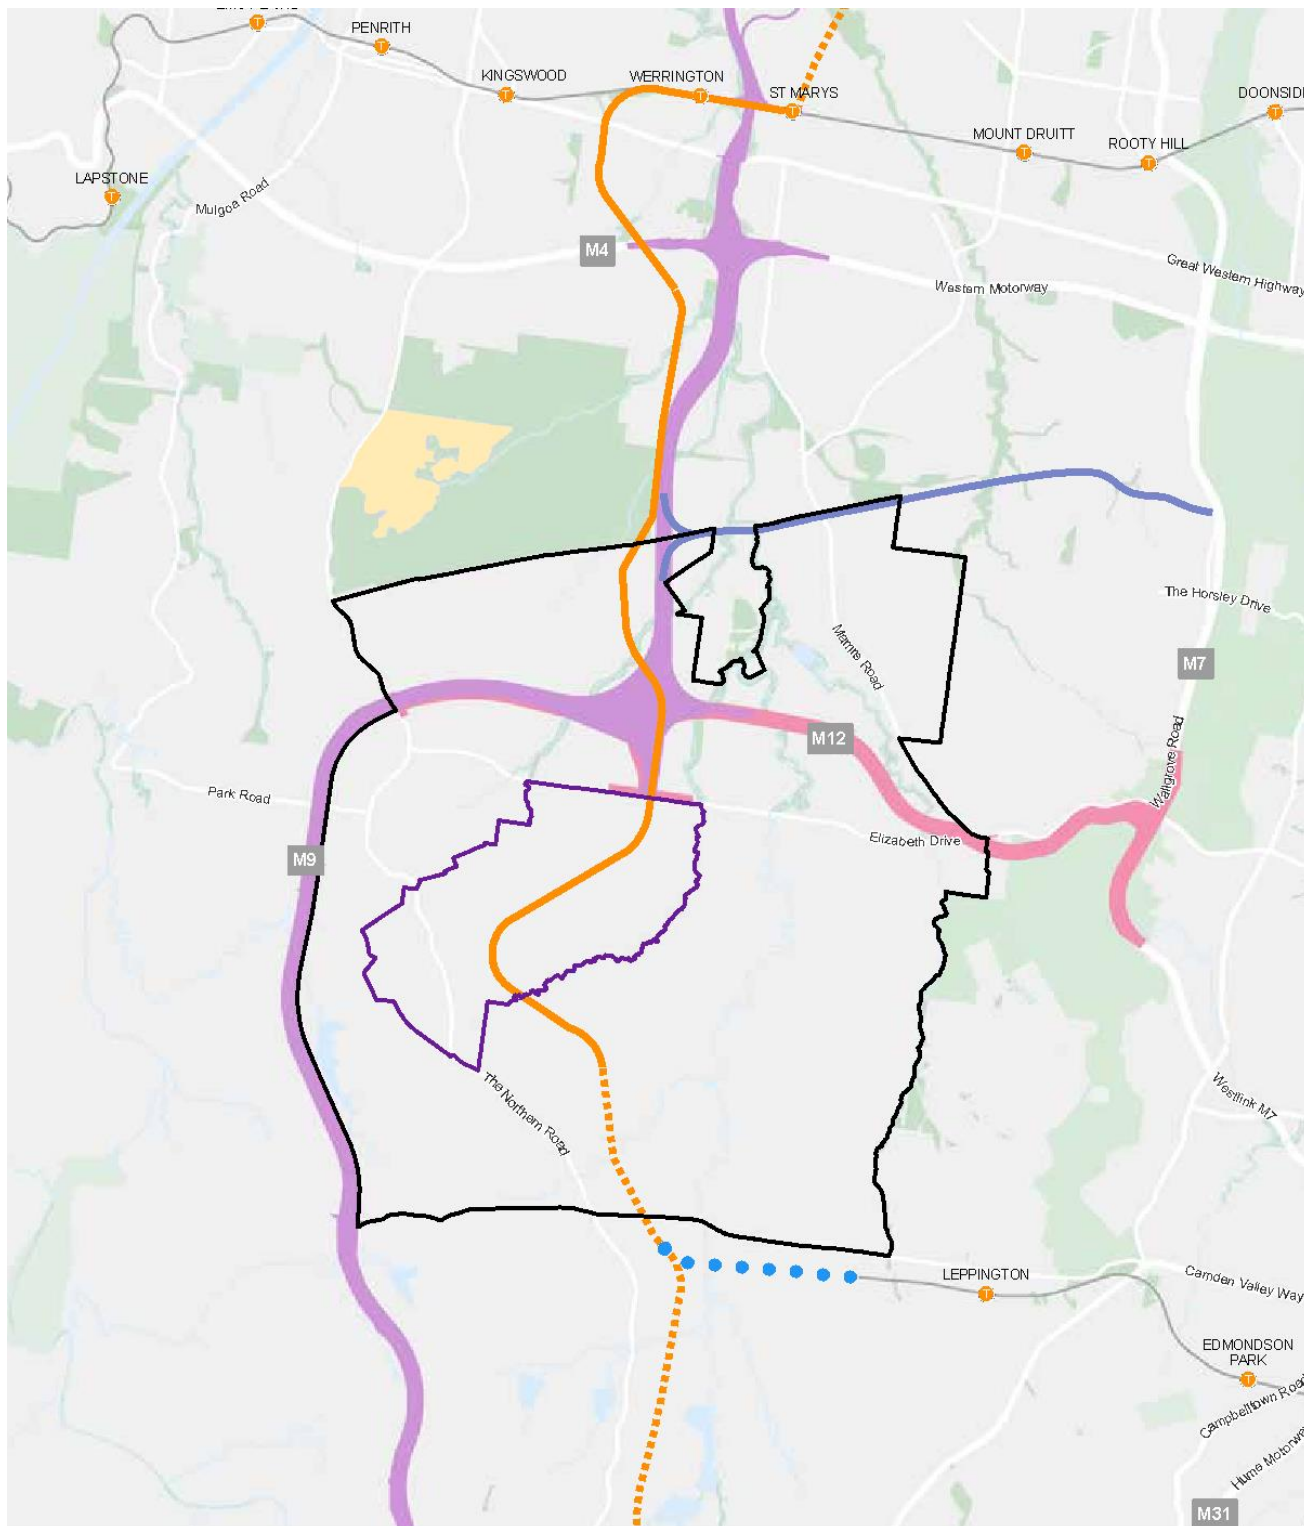 PENRITH
KINGSWOOD
WERRINGTON
ST MARYS
DOONSIDE
MOUNT DRUITT
ROOTY HILL
LAPSTONE
Mulgoa Road
M4
Great Western Highway
Western Motorway
The Horsley Drive
Mamre Road
M7
M12
Wallgrove Road
Park Road
Elizabeth Drive
M9
The Northern Road
Westlink M7
LEPPINGTON
Camden Valley Way
EDMONDSON
PARK
Campbelltown Road
Hume Motorway
M31